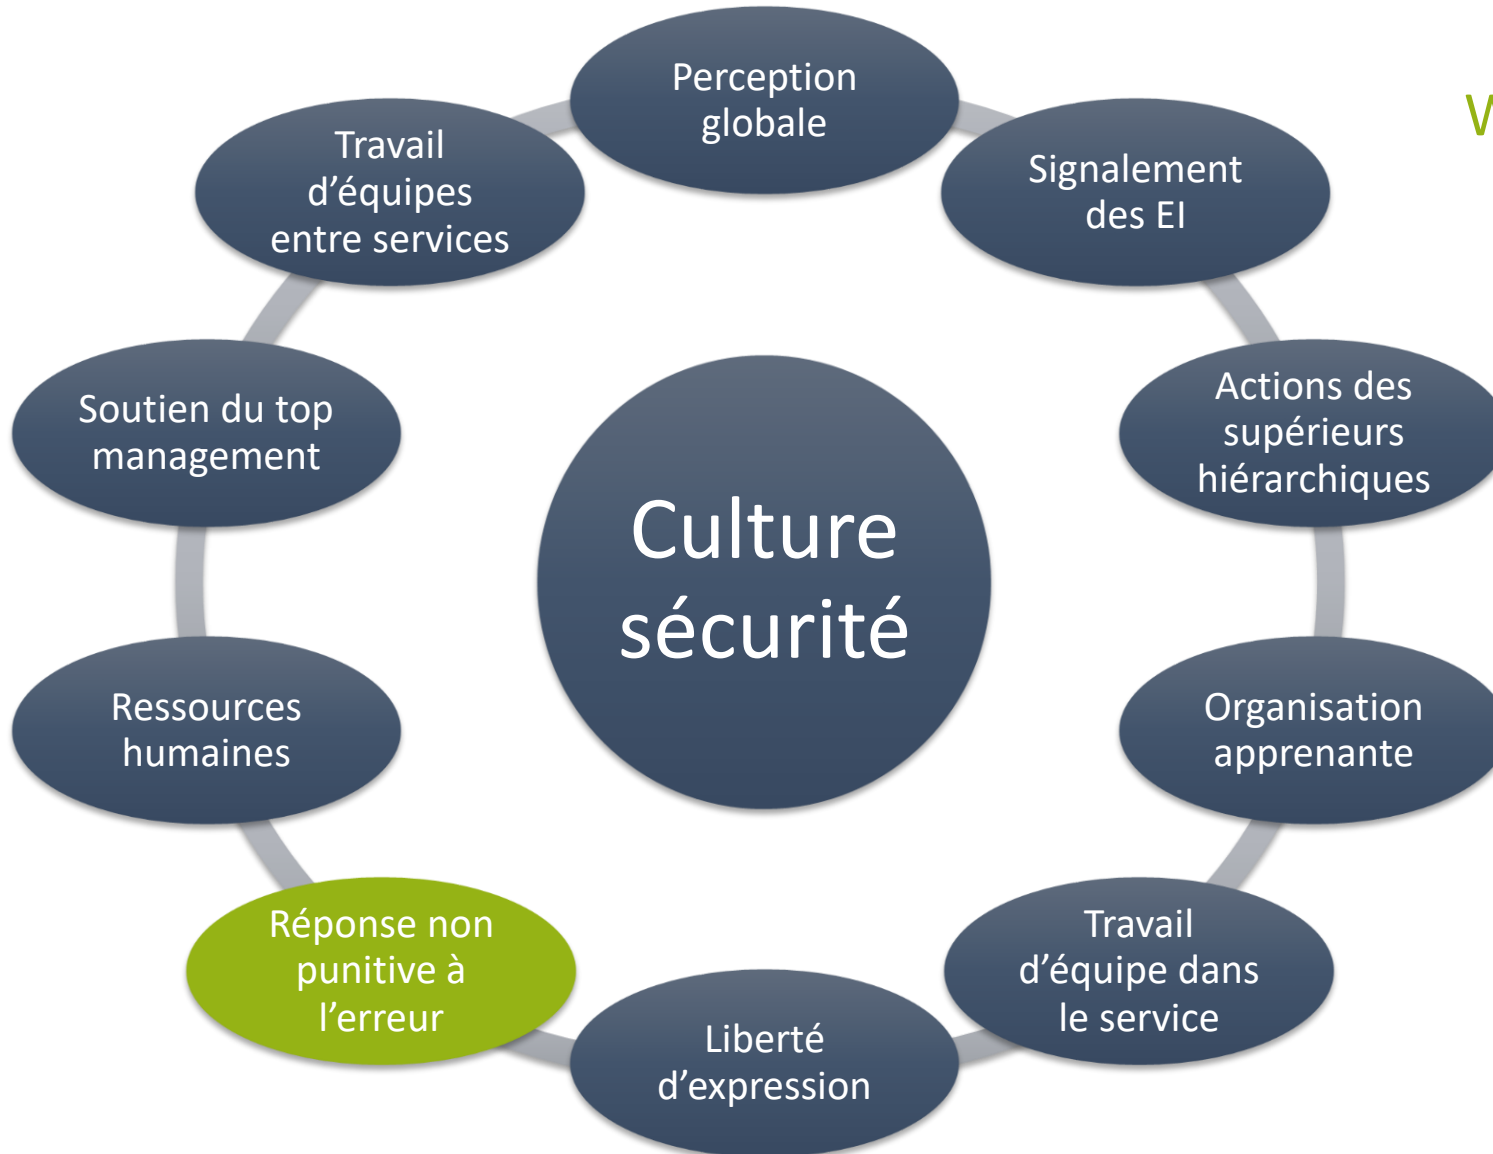 Perception
globale
W
Travail
d’équipes
entre services
Signalement
des EI
Soutien du top
management
Actions des
supérieurs
hiérarchiques
Culture
sécurité
Ressources
humaines
Organisation
apprenante
Réponse non
punitive à
l’erreur
Travail
d’équipe dans
le service
Liberté
d’expression